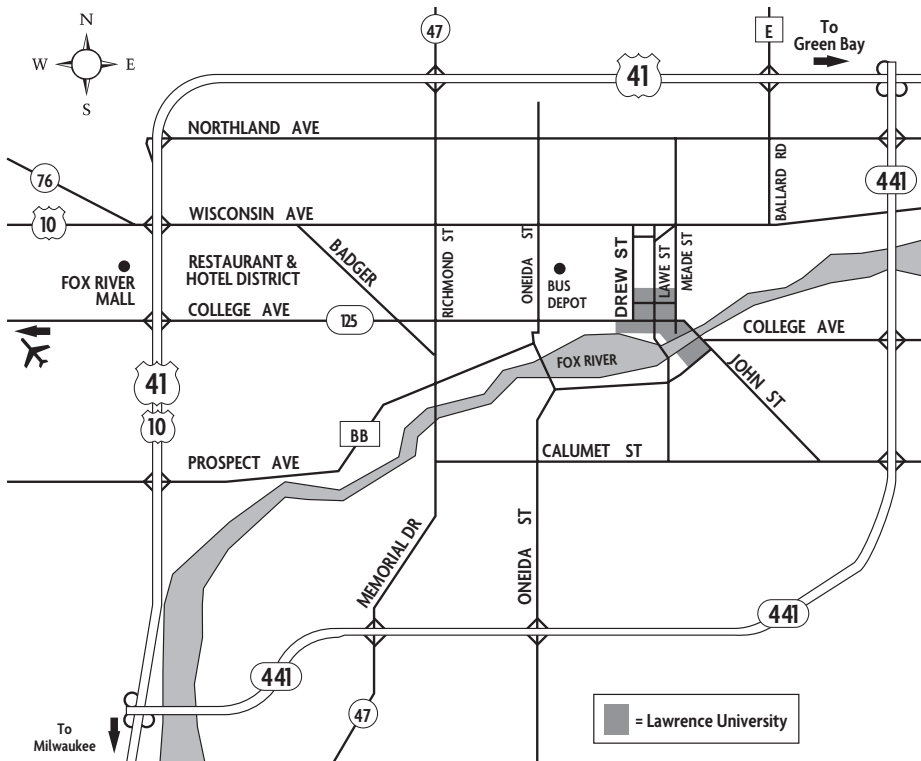 N
W E
S
47
E
To
Green Bay
41
NORTHLAND AVE
76
441
10
WISCONSIN AVE
BALLARD RD
RICHMOND ST
ONEIDA ST
DREW ST
LAWE ST
MEADE ST
BADGER
FOX RIVER
MALL
RESTAURANT &
HOTEL DISTRICT
BUS
DEPOT
COLLEGE AVE
125
COLLEGE AVE
FOX RIVER
JOHN ST
41
10
BB
PROSPECT AVE
CALUMET ST
MEMORIAL DR
ONEIDA ST
441
441
47
To
Milwaukee
= Lawrence University